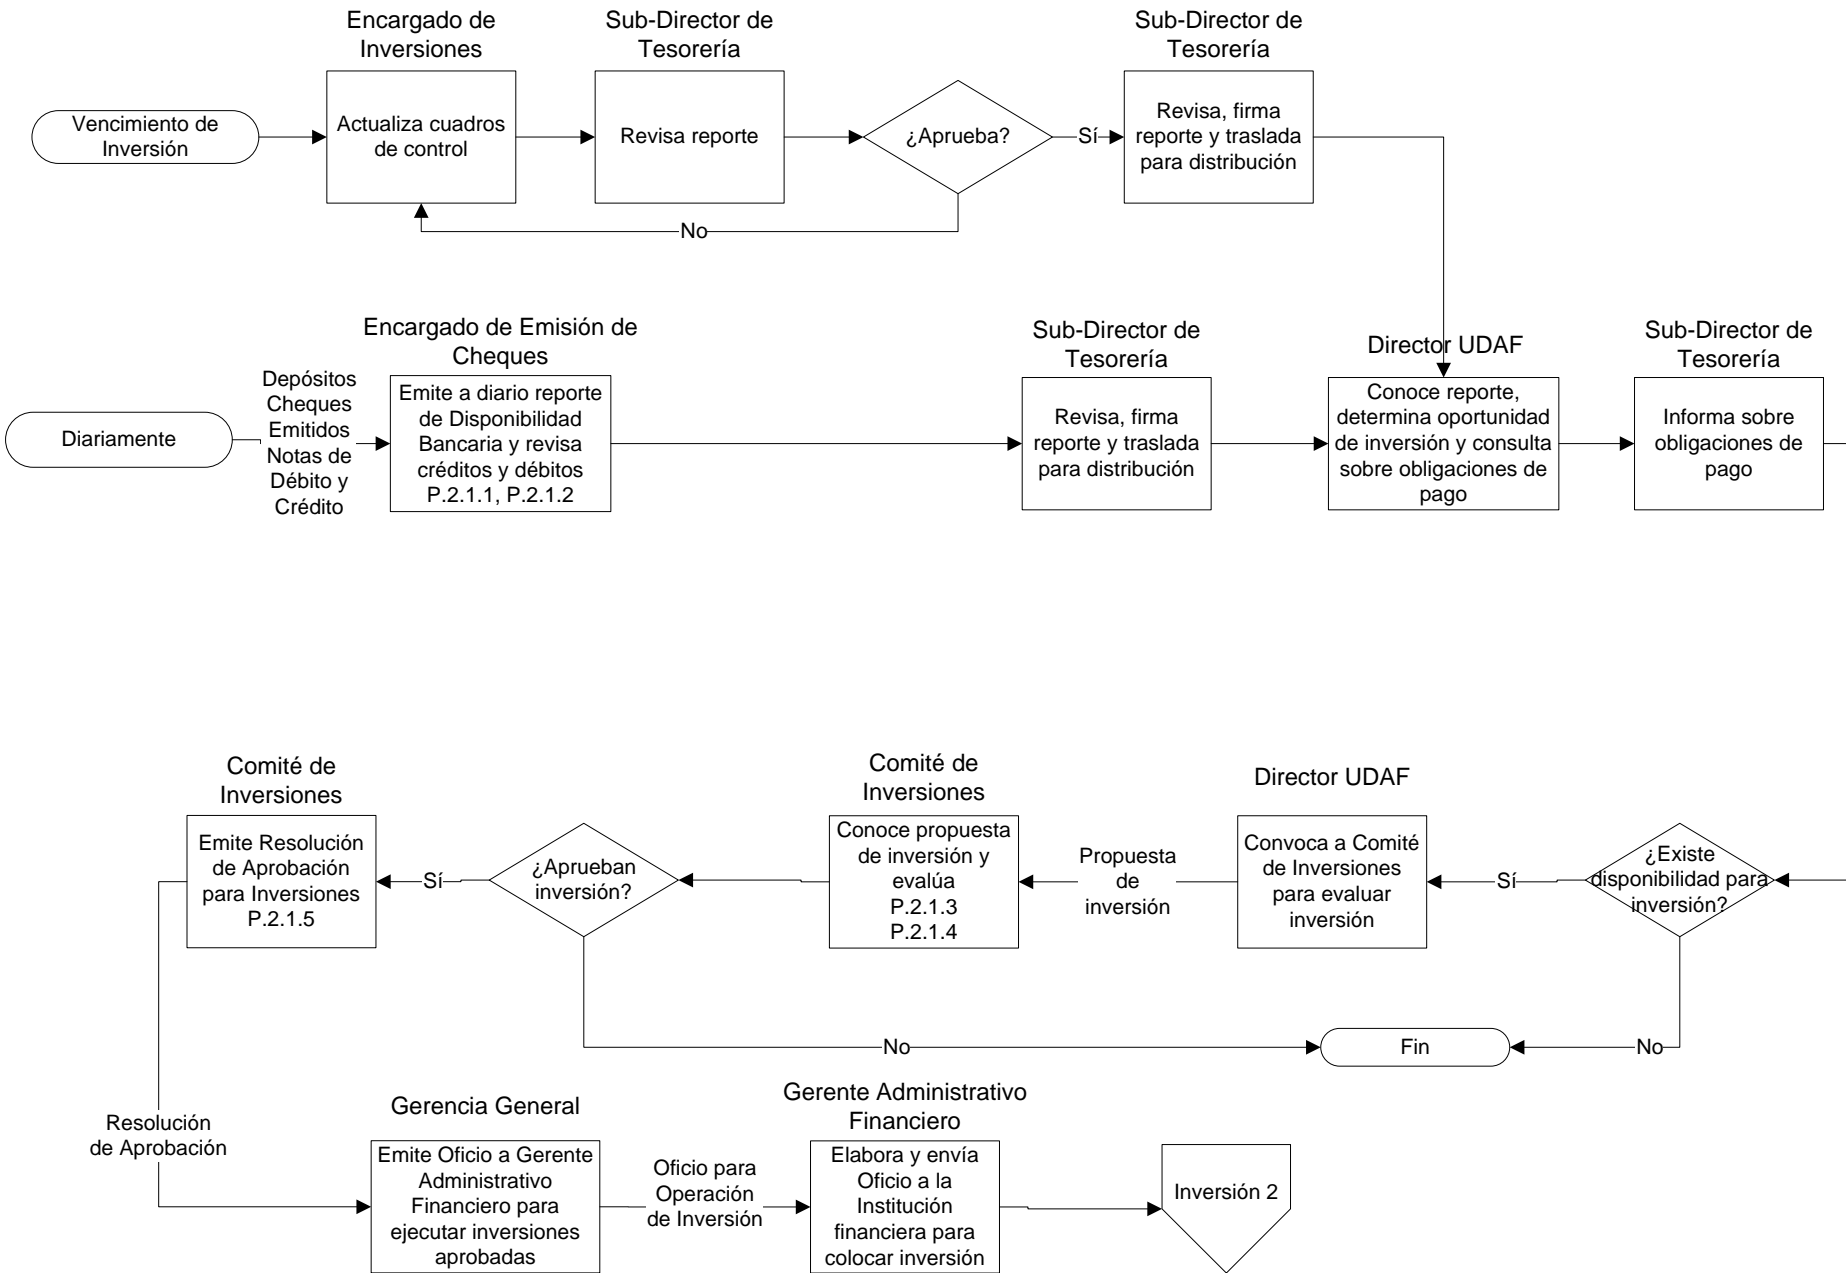 Encargado de
Inversiones
Sub-Director de
Tesorería
Sub-Director de
Tesorería
Vencimiento de
Inversión
Actualiza cuadros
de control
Revisa reporte
¿Aprueba?
Sí
Revisa, firma
reporte y traslada
para distribución
No
Encargado de Emisión de
Cheques
Sub-Director de
Tesorería
Director UDAF
Sub-Director de
Tesorería
Diariamente
Depósitos
Cheques
Emitidos
Notas de
Débito y
Crédito
Emite a diario reporte
de Disponibilidad
Bancaria y revisa
créditos y débitos
P.2.1.1, P.2.1.2
Revisa, firma
reporte y traslada
para distribución
Conoce reporte,
determina oportunidad
de inversión y consulta
sobre obligaciones de
pago
Informa sobre
obligaciones de
pago
Comité de
Inversiones
Comité de
Inversiones
Director UDAF
Emite Resolución
de Aprobación
para Inversiones
P.2.1.5
Sí
¿Aprueban
inversión?
Conoce propuesta
de inversión y
evalúa
P.2.1.3
P.2.1.4
Propuesta
de
inversión
Convoca a Comité
de Inversiones
para evaluar
inversión
Sí
¿Existe
disponibilidad para
inversión?
No
Fin
No
Resolución
de Aprobación
Gerencia General
Gerente Administrativo
Financiero
Emite Oficio a Gerente
Administrativo
Financiero para
ejecutar inversiones
aprobadas
Oficio para
Operación
de Inversión
Elabora y envía
Oficio a la
Institución
financiera para
colocar inversión
Inversión 2